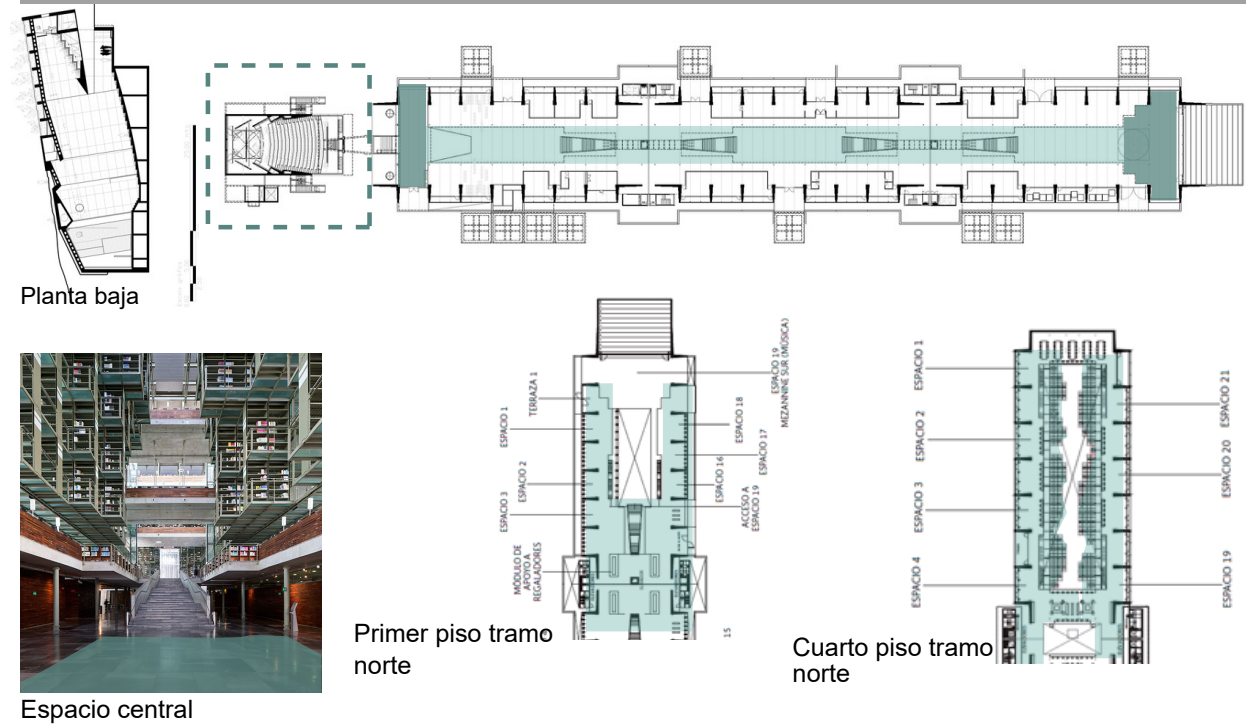 Planta baja
ESPACIO 1
TERRAZA 1
ESPACIO 2
ESPACIO 3
MÓDULO DE
APOYO A
REGALADORES
ESPACIO 19
MEZANNINE SUR (MÚSICA)
ESPACIO 18
ESPACIO 17
ESPACIO 16
ACCESO A
ESPACIO 19
15
Primer piso tramo
norte
ESPACIO 1
ESPACIO 2
ESPACIO 3
ESPACIO 4
ESPACIO 21
ESPACIO 20
ESPACIO 19
Cuarto piso tramo
norte
Espacio central